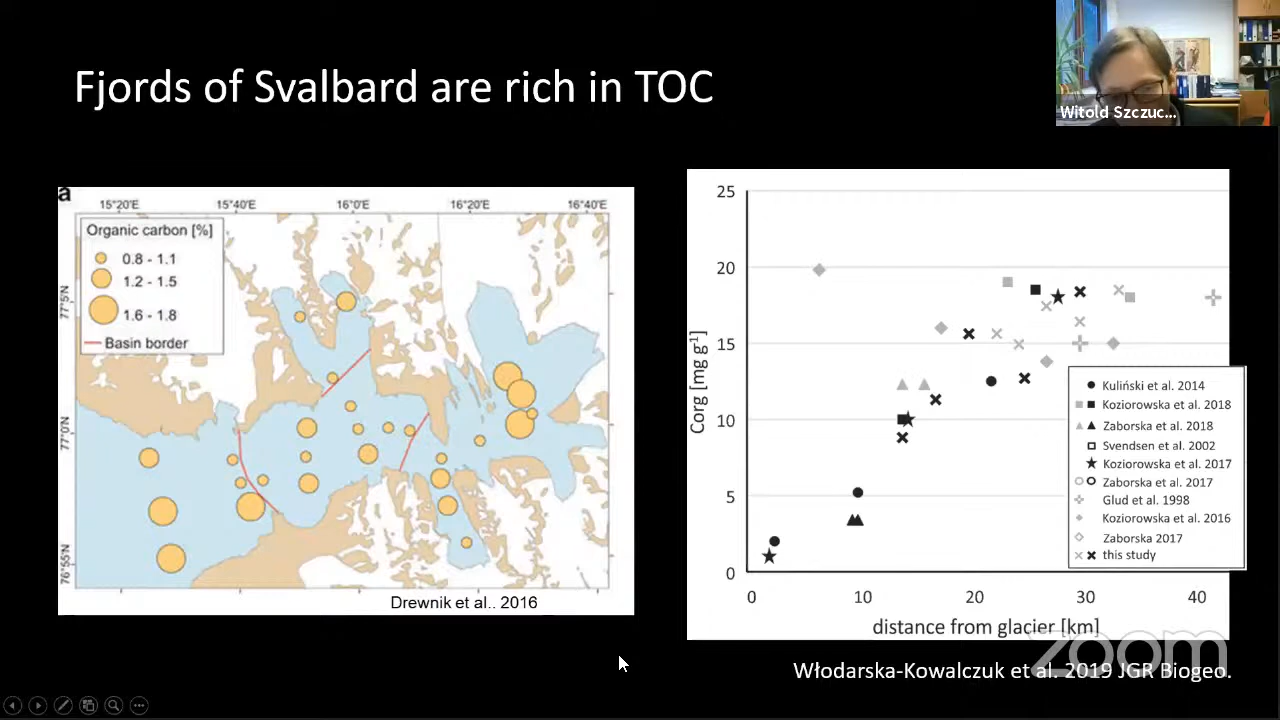 Fjords of Svalbard are rich in TOC
Witold Szczuc...
a
15°20'E 15°40'E 16°0'E 16°20'E 16°40'E
Organic carbon [%]
0.8 - 1.1
1.2 - 1.5
1.6 - 1.8
Basin border
77°5'N
77°0'N
76°55'N
Drewnik et al.. 2016
25
20
15
10
5
0
Corg [mg g⁻¹]
0 10 20 30 40
distance from glacier [km]
Kuliński et al. 2014
Koziorowska et al. 2018
Zaborska et al. 2018
Svendsen et al. 2002
Koziorowska et al. 2017
Zaborska et al. 2017
Glud et al. 1998
Koziorowska et al. 2016
Zaborska 2017
this study
zoom
Włodarska-Kowalczuk et al. 2019 JGR Biogeo.